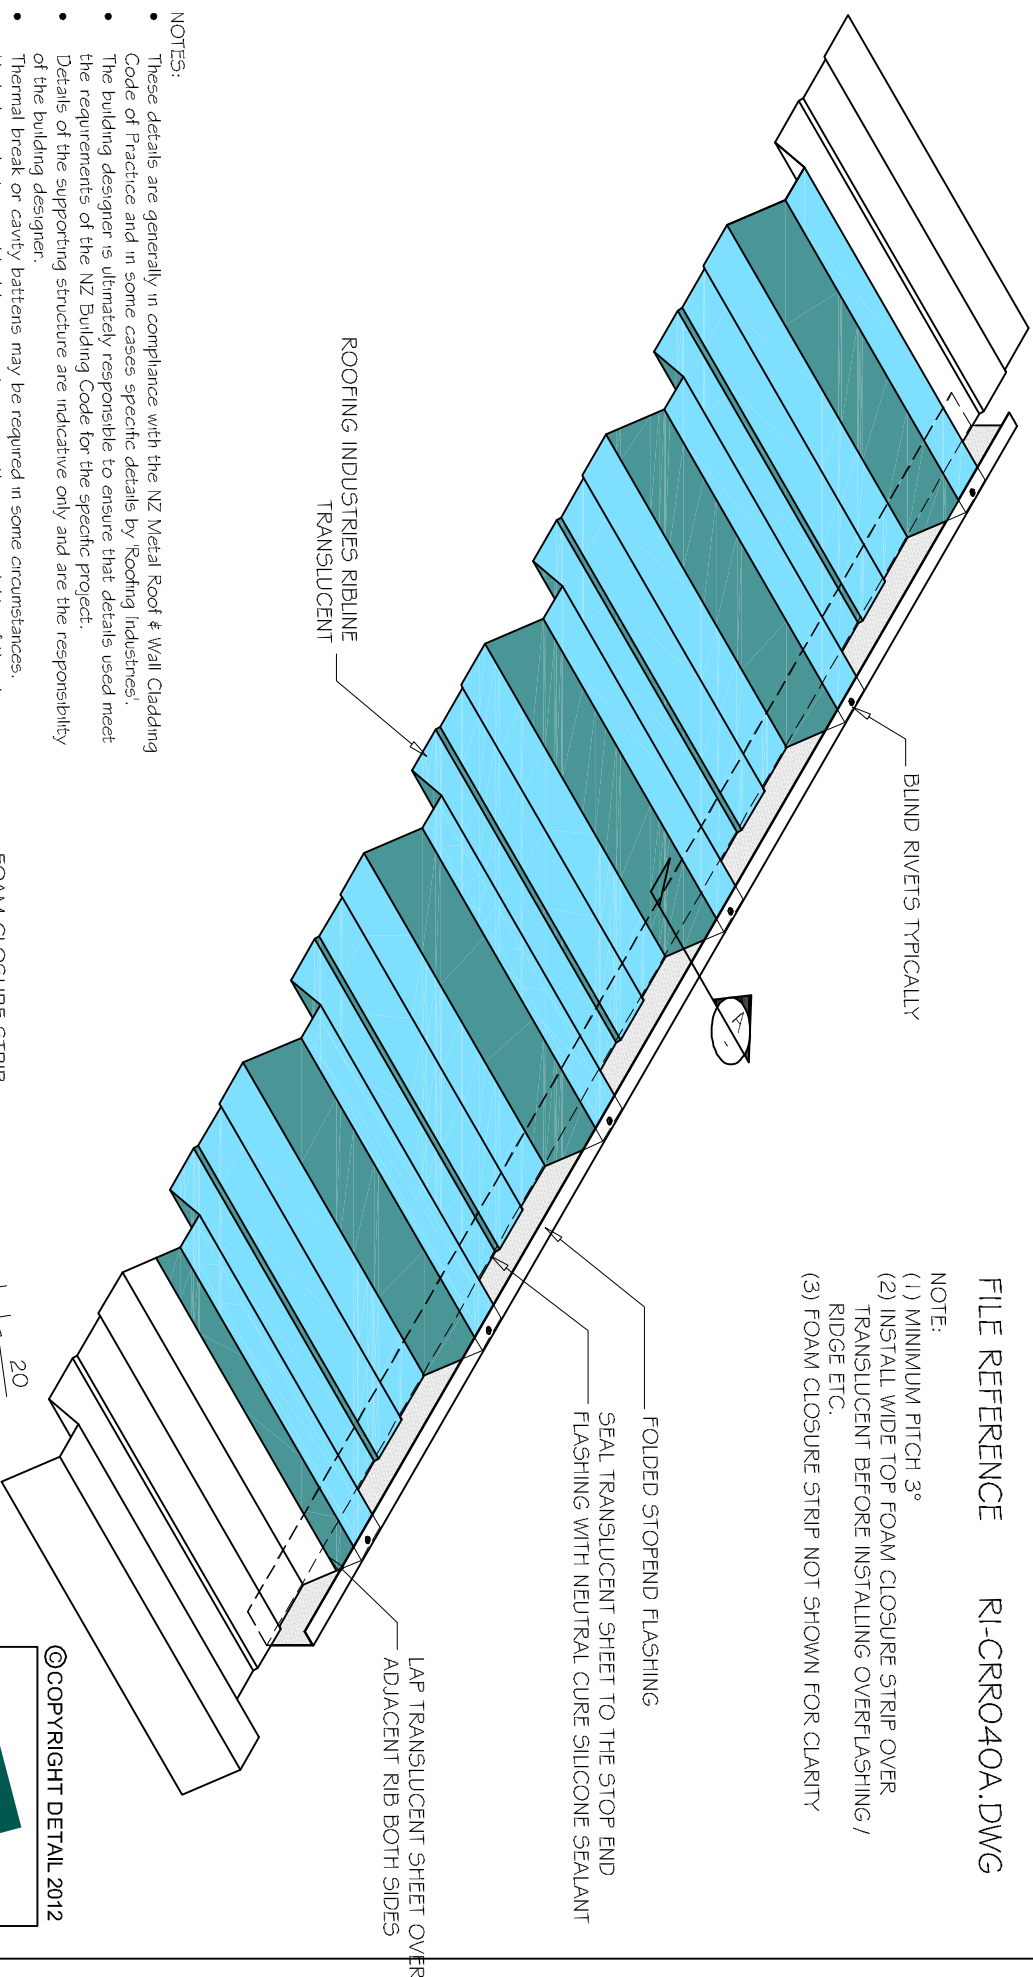 FILE REFERENCE RI-CRR040A.DWG
NOTE:
(1) MINIMUM PITCH 3°
(2) INSTALL WIDE TOP FOAM CLOSURE STRIP OVER
TRANSLUCENT BEFORE INSTALLING OVERFLASHING /
RIDGE ETC.
(3) FOAM CLOSURE STRIP NOT SHOWN FOR CLARITY
BLIND RIVETS TYPICALLY
A
-
FOLDED STOPEND FLASHING
SEAL TRANSLUCENT SHEET TO THE STOP END
FLASHING WITH NEUTRAL CURE SILICONE SEALANT
LAP TRANSLUCENT SHEET OVER
ADJACENT RIB BOTH SIDES
ROOFING INDUSTRIES RIBLINE
TRANSLUCENT
NOTES:
• These details are generally in compliance with the NZ Metal Roof & Wall Cladding
Code of Practice and in some cases specific details by 'Roofing Industries'.
• The building designer is ultimately responsible to ensure that details used meet
the requirements of the NZ Building Code for the specific project.
• Details of the supporting structure are indicative only and are the responsibility
of the building designer.
• Thermal break or cavity battens may be required in some circumstances.
FOAM CLOSURE STRIP
20
©COPYRIGHT DETAIL 2012